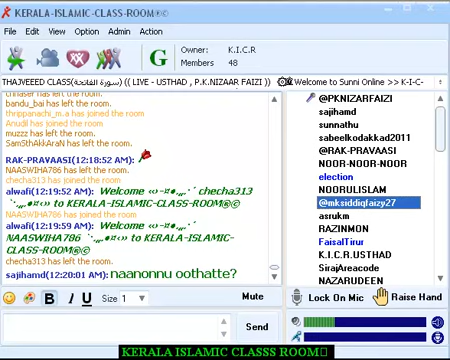 KERALA-ISLAMIC-CLASS-ROOM®©
File Edit View Option Admin Action
G
Owner: K.I.C.R
Members 48
THAJVEEED CLASS(سورة الفاتحة) (( LIVE - USTHAD , P.K.NIZAAR FAIZI )) Welcome to Sunni Online >> K-I-C-
chnaser has left the room.
bandu_bai has left the room.
thrippanachi_m.a has joined the room
Anudil has joined the room
muzzz has left the room.
SamSthAkkAraN has left the room.
RAK-PRAVAASI(12:18:52 AM):
NAASWIHA786 has left the room.
checha313 has joined the room
alwafi(12:19:52 AM): Welcome ‹‹›› -•¤•.¸¸.·´ checha313
`·.¸¸.•¤‹‹›› to KERALA-ISLAMIC-CLASS-ROOM®©
NAASWIHA786 has joined the room
alwafi(12:19:59 AM): Welcome ‹‹›› -•¤•.¸¸.·´
NAASWIHA786 `·.¸¸.•¤‹‹›› to KERALA-ISLAMIC-
CLASS-ROOM®©
checha313 has left the room.
sajihamd(12:20:01 AM): naanonnu oothatte?
@PKNIZARFAIZI
sajihamd
sunnathu
sabeelkodakkad2011
@RAK-PRAVAASI
NOOR-NOOR-NOOR
election
NOORULISLAM
@mksiddiqfaizy27
asrukm
RAZINMON
FaisalTirur
K.I.C.R.USTHAD
SirajAreacode
NAZARUDEEN
B I U Size 1 Mute
Lock On Mic Raise Hand
Send
KERALA ISLAMIC CLASSS ROOM